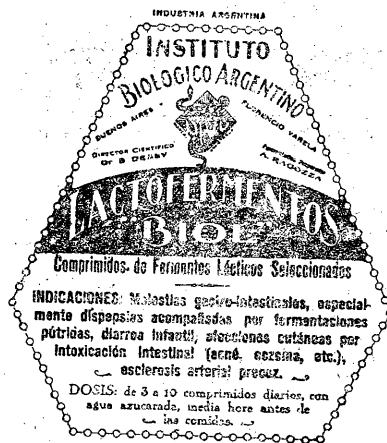 INDUSTRIA ARGENTINA
INSTITUTO
BIOLOGICO ARGENTINO
BUENOS AIRES - FLORENCIO VARELA
DIRECTOR CIENTIFICO
Dr B DEssy
A. RAGOZZA
LACTOFERMENTOS
BIOL
Comprimidos de Fermentos Lácticos Seleccionados
INDICACIONES: Molestias gastro-intestinales, especial-
mente dispepsias acompañadas por fermentaciones
pútridas, diarrea infantil, afecciones cutáneas por
intoxicación intestinal (acné, eczema, etc.),
esclerosis arterial precoz.
DOSIS: de 3 a 10 comprimidos diarios, con
agua azucarada, media hora antes de
las comidas.